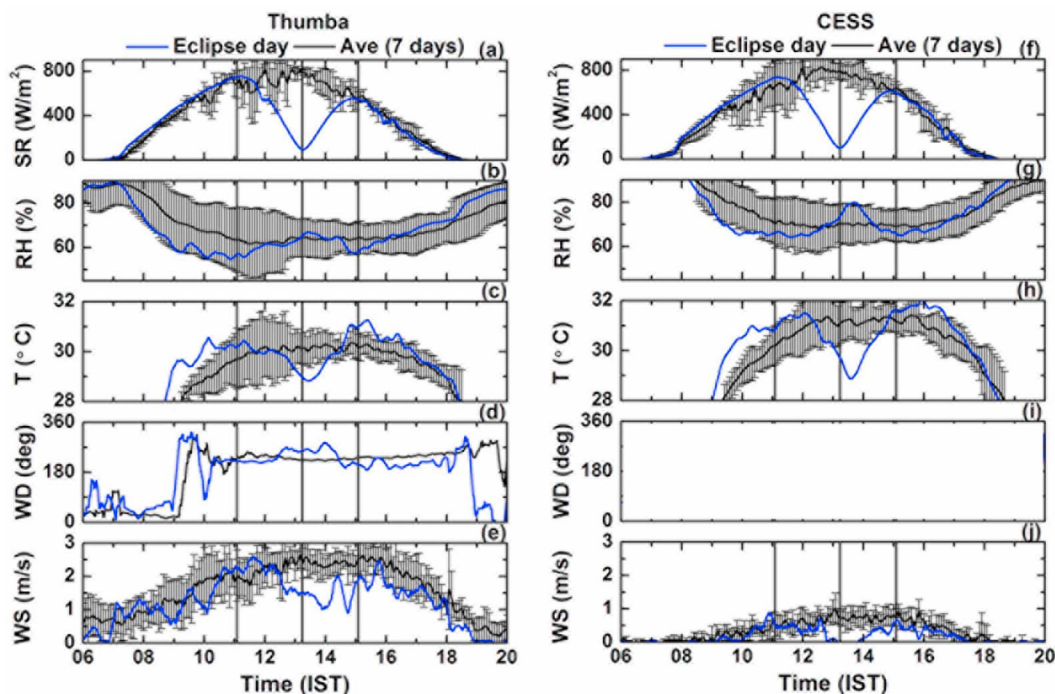 Thumba
Eclipse day Ave (7 days) (a)
SR (W/m²)
800
400
0
(b)
RH (%)
80
60
(c)
T (° C)
32
30
28
(d)
WD (deg)
360
180
0
(e)
WS (m/s)
3
2
1
0
06 08 10 12 14 16 18 20
Time (IST)
CESS
Eclipse day Ave (7 days) (f)
SR (W/m²)
800
400
0
(g)
RH (%)
80
60
(h)
T (° C)
32
30
28
(i)
WD (deg)
360
180
0
(j)
WS (m/s)
3
2
1
0
06 08 10 12 14 16 18 20
Time (IST)